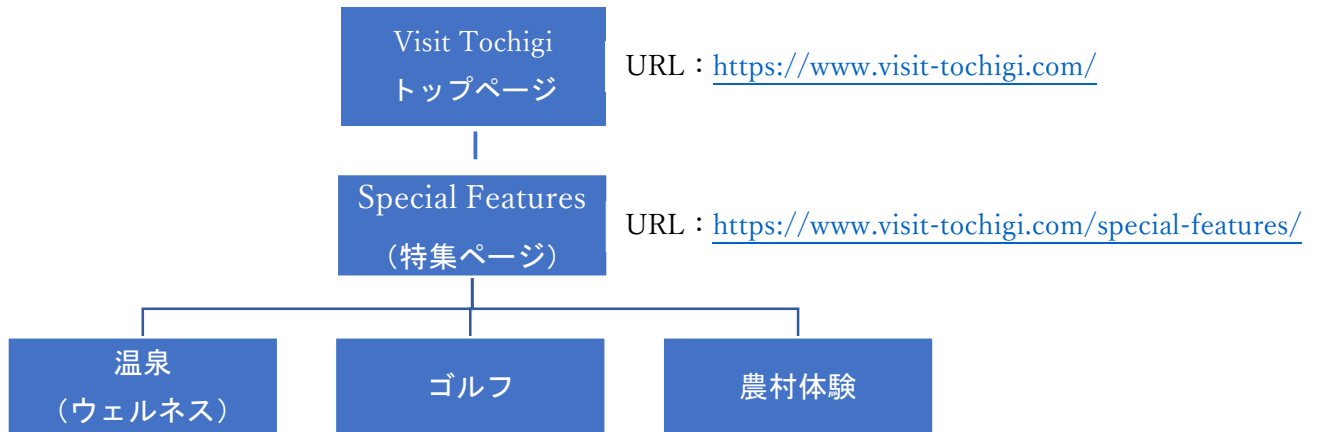 Visit Tochigi
トップページ
URL：https://www.visit-tochigi.com/
Special Features
（特集ページ）
URL：https://www.visit-tochigi.com/special-features/
温泉
（ウェルネス）
ゴルフ
農村体験